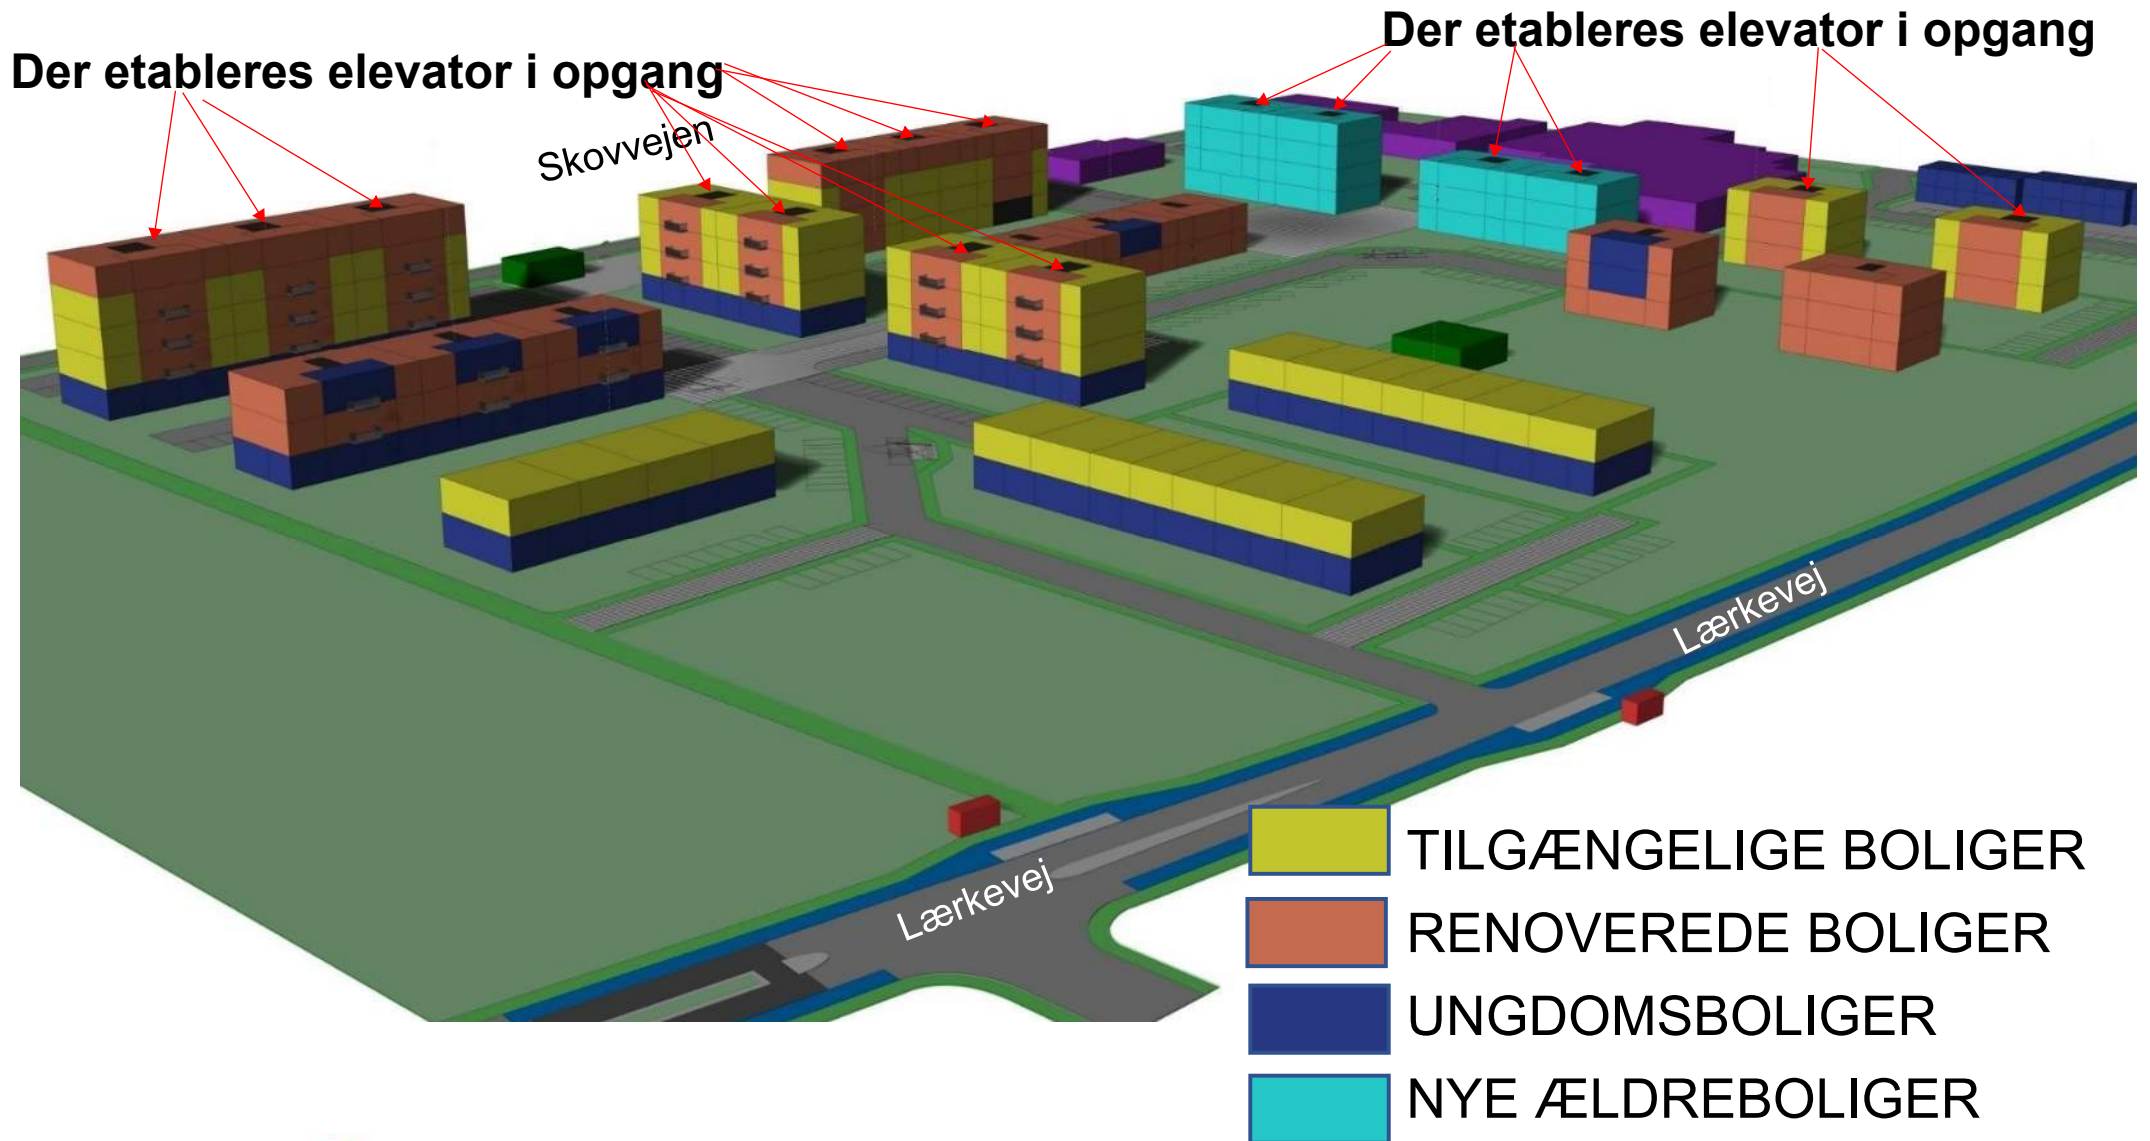 Der etableres elevator i opgang
Der etableres elevator i opgang
Skovvejen
Lærkevej
Lærkevej
TILGÆNGELIGE BOLIGER
RENOVEREDE BOLIGER
UNGDOMSBOLIGER
NYE ÆLDREBOLIGER